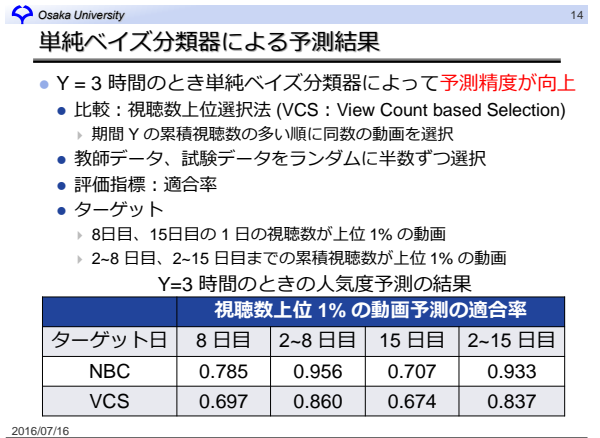 Osaka University
14
単純ベイズ分類器による予測結果
Y = 3 時間のとき単純ベイズ分類器によって予測精度が向上
比較：視聴数上位選択法 (VCS : View Count based Selection)
期間 Y の累積視聴数の多い順に同数の動画を選択
教師データ、試験データをランダムに半数ずつ選択
評価指標：適合率
ターゲット
8日目、15日目の 1 日の視聴数が上位 1% の動画
2~8 日目、2~15 日目までの累積視聴数が上位 1% の動画
Y=3 時間のときの人気度予測の結果
視聴数上位 1% の動画予測の適合率
ターゲット日 8 日目 2~8 日目 15 日目 2~15 日目
NBC 0.785 0.956 0.707 0.933
VCS 0.697 0.860 0.674 0.837
2016/07/16